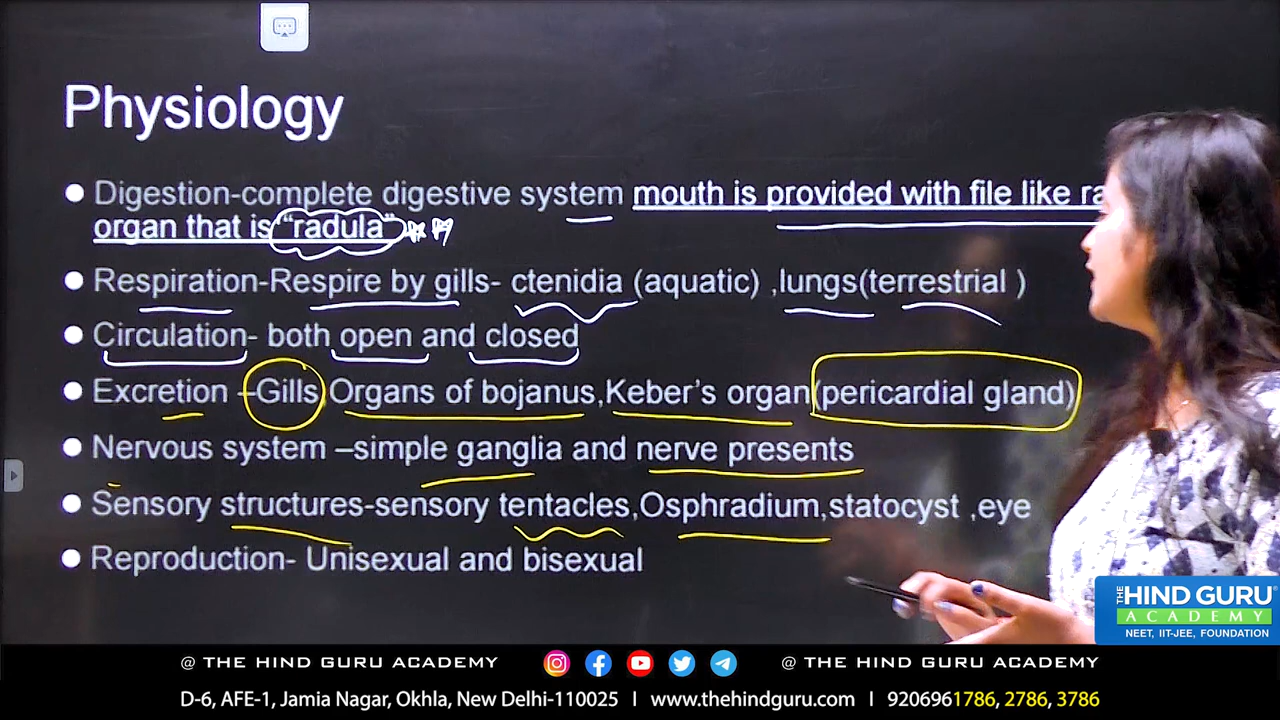 Physiology
Digestion-complete digestive system mouth is provided with file like
organ that is “radula”
Respiration-Respire by gills- ctenidia (aquatic) ,lungs(terrestrial )
Circulation- both open and closed
Excretion –Gills Organs of bojanus,Keber’s organ(pericardial gland)
Nervous system –simple ganglia and nerve presents
Sensory structures-sensory tentacles,Osphradium,statocyst ,eye
Reproduction- Unisexual and bisexual
THE HIND GURU
ACADEMY
NEET, IIT-JEE, FOUNDATION
@ THE HIND GURU ACADEMY @ THE HIND GURU ACADEMY
D-6, AFE-1, Jamia Nagar, Okhla, New Delhi-110025 I www.thehindguru.com I 9206961786, 2786, 3786